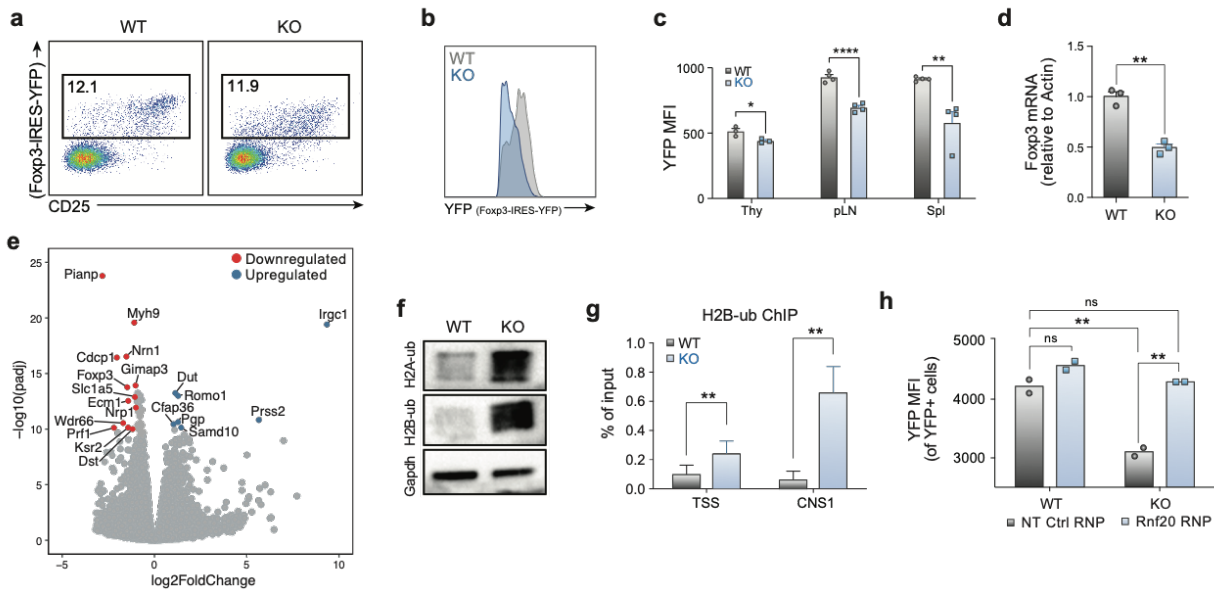 a
WT
KO
12.1
11.9
(Foxp3-IRES-YFP)
CD25
b
WT
KO
YFP (Foxp3-IRES-YFP)
c
WT
KO
****
**
*
1000
500
0
YFP MFI
Thy
pLN
Spl
d
**
1.5
1.0
0.5
0.0
Foxp3 mRNA
(relative to Actin)
WT
KO
e
Downregulated
Upregulated
25
20
15
10
5
0
−log10(padj)
Pianp
Myh9
Irgc1
Cdcp1
Nrn1
Gimap3
Foxp3
Slc1a5
Ecm1
Nrp1
Wdr66
Prf1
Ksr2
Dst
Dut
Romo1
Cfap36
Pgp
Samd10
Prss2
−5
0
5
10
log2FoldChange
f
WT
KO
H2A-ub
H2B-ub
Gapdh
g
H2B-ub ChIP
WT
KO
**
**
1.0
0.8
0.6
0.4
0.2
0.0
% of input
TSS
CNS1
h
ns
**
ns
**
5000
4000
3000
YFP MFI
(of YFP+ cells)
WT
KO
NT Ctrl RNP
Rnf20 RNP